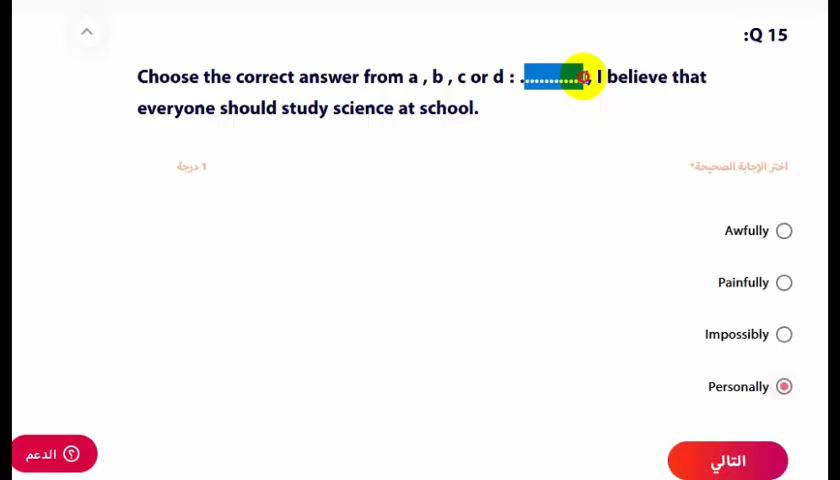 :Q 15
Choose the correct answer from a , b , c or d : ............, I believe that
everyone should study science at school.
اختر الإجابة الصحيحة*
1 درجة
Awfully
Painfully
Impossibly
Personally
الدعم
التالي